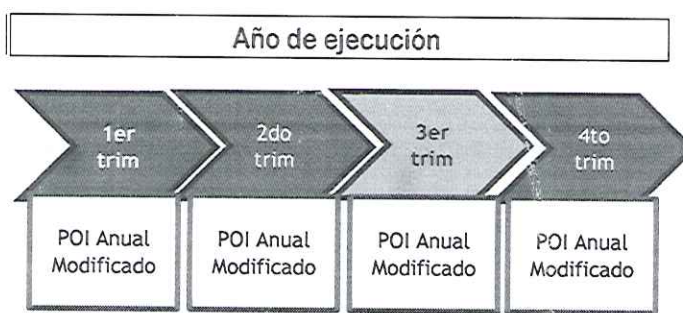 Año de ejecución
1er
trim
2do
trim
3er
trim
4to
trim
POI Anual
Modificado
POI Anual
Modificado
POI Anual
Modificado
POI Anual
Modificado